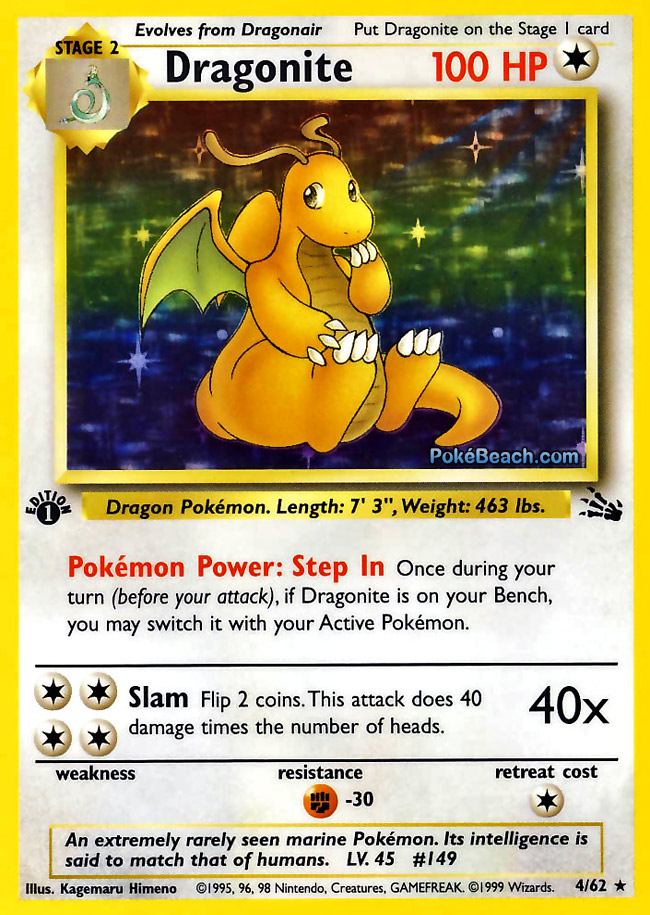 Evolves from Dragonair Put Dragonite on the Stage 1 card
STAGE 2
Dragonite 100 HP
PokéBeach.com
EDITION
1
Dragon Pokémon. Length: 7' 3", Weight: 463 lbs.
Pokémon Power: Step In Once during your
turn (before your attack), if Dragonite is on your Bench,
you may switch it with your Active Pokémon.
Slam Flip 2 coins. This attack does 40
damage times the number of heads.
40x
weakness resistance retreat cost
-30
An extremely rarely seen marine Pokémon. Its intelligence is
said to match that of humans. LV. 45 #149
Illus. Kagemaru Himeno ©1995, 96, 98 Nintendo, Creatures, GAMEFREAK. ©1999 Wizards. 4/62 ★